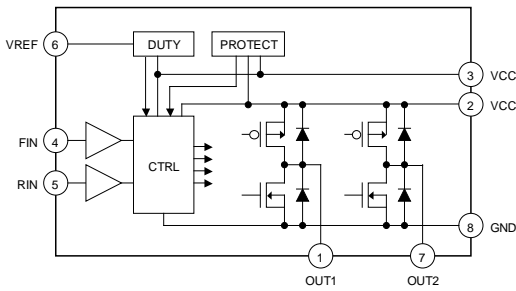 6
DUTY
PROTECT
VREF
3
VCC
2
VCC
FIN
4
CTRL
RIN
5
8
GND
1
7
OUT1
OUT2